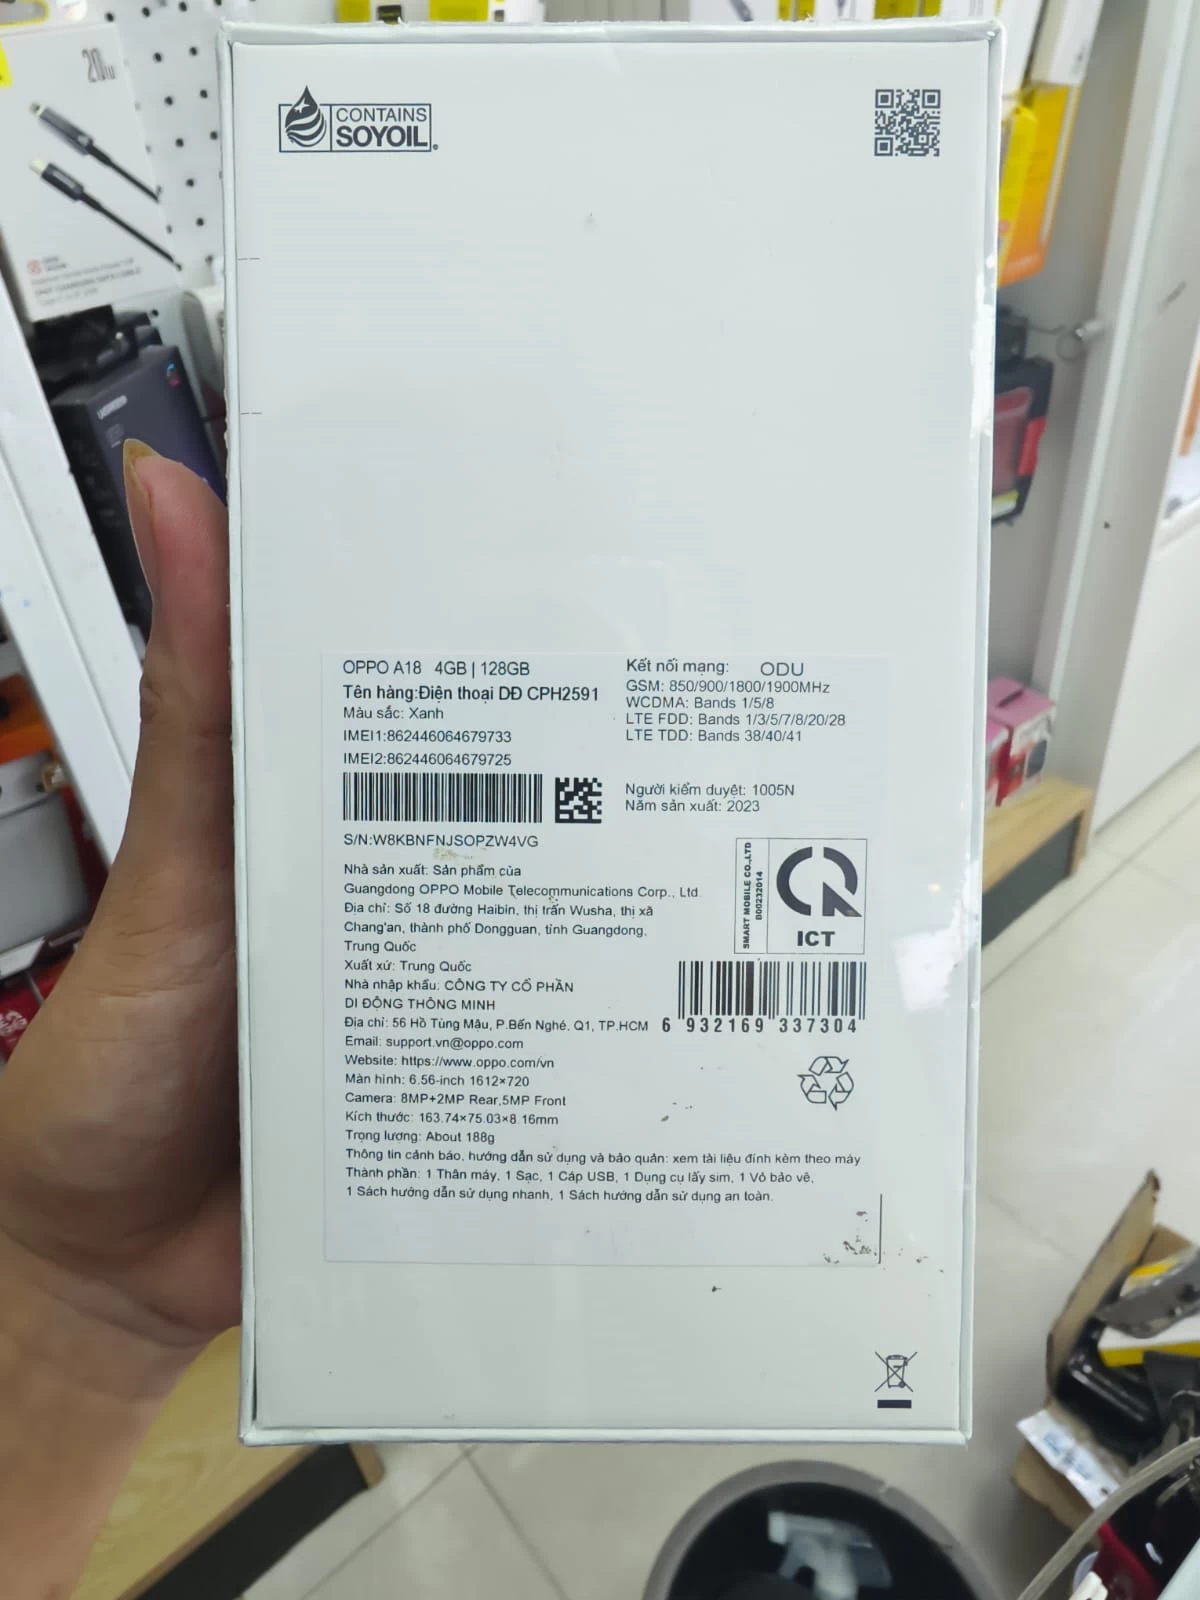 20
CONTAINS
SOYOIL
OPPO A18 4GB | 128GB
Tên hàng:Điện thoại DĐ CPH2591
Màu sắc: Xanh
IMEI1:862446064679733
IMEI2:862446064679725
S/N:W8KBNFNJSOPZW4VG
Kết nối mạng: ODU
GSM: 850/900/1800/1900MHz
WCDMA: Bands 1/5/8
LTE FDD: Bands 1/3/5/7/8/20/28
LTE TDD: Bands 38/40/41
Người kiểm duyệt: 1005N
Năm sản xuất: 2023
Nhà sản xuất: Sản phẩm của
Guangdong OPPO Mobile Telecommunications Corp., Ltd.
Địa chỉ: Số 18 đường Haibin, thị trấn Wusha, thị xã
Chang'an, thành phố Dongguan, tỉnh Guangdong,
Trung Quốc
Xuất xứ: Trung Quốc
Nhà nhập khẩu: CÔNG TY CỔ PHẦN
DI ĐỘNG THÔNG MINH
Địa chỉ: 56 Hồ Tùng Mậu, P.Bến Nghé, Q1, TP.HCM
Email: support.vn@oppo.com
Website: https://www.oppo.com/vn
Màn hình: 6.56-inch 1612×720
Camera: 8MP+2MP Rear,5MP Front
Kích thước: 163.74×75.03×8.16mm
Trọng lượng: About 188g
Thông tin cảnh báo, hướng dẫn sử dụng và bảo quản: xem tài liệu đính kèm theo máy
Thành phần: 1 Thân máy, 1 Sạc, 1 Cáp USB, 1 Dụng cụ lấy sim, 1 Vỏ bảo vệ,
1 Sách hướng dẫn sử dụng nhanh, 1 Sách hướng dẫn sử dụng an toàn.
SMART MOBILE CO.,LTD
B00232014
ICT
6 932169 337304